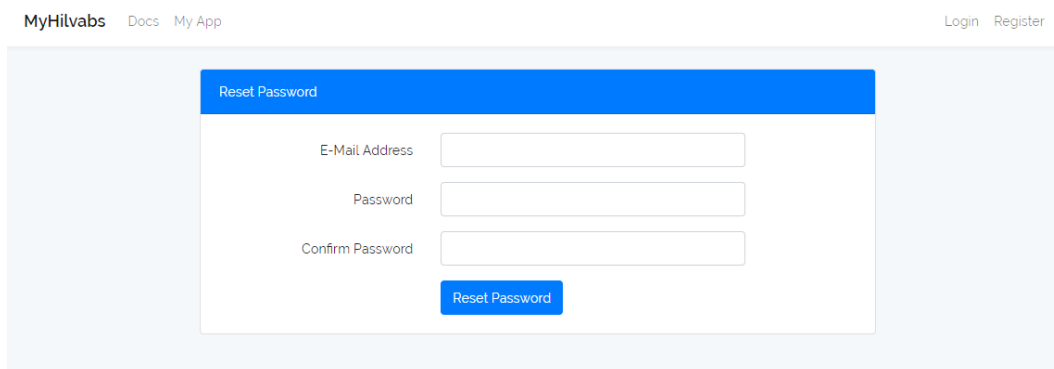 MyHilvabs Docs My App Login Register
Reset Password
E-Mail Address
Password
Confirm Password
Reset Password